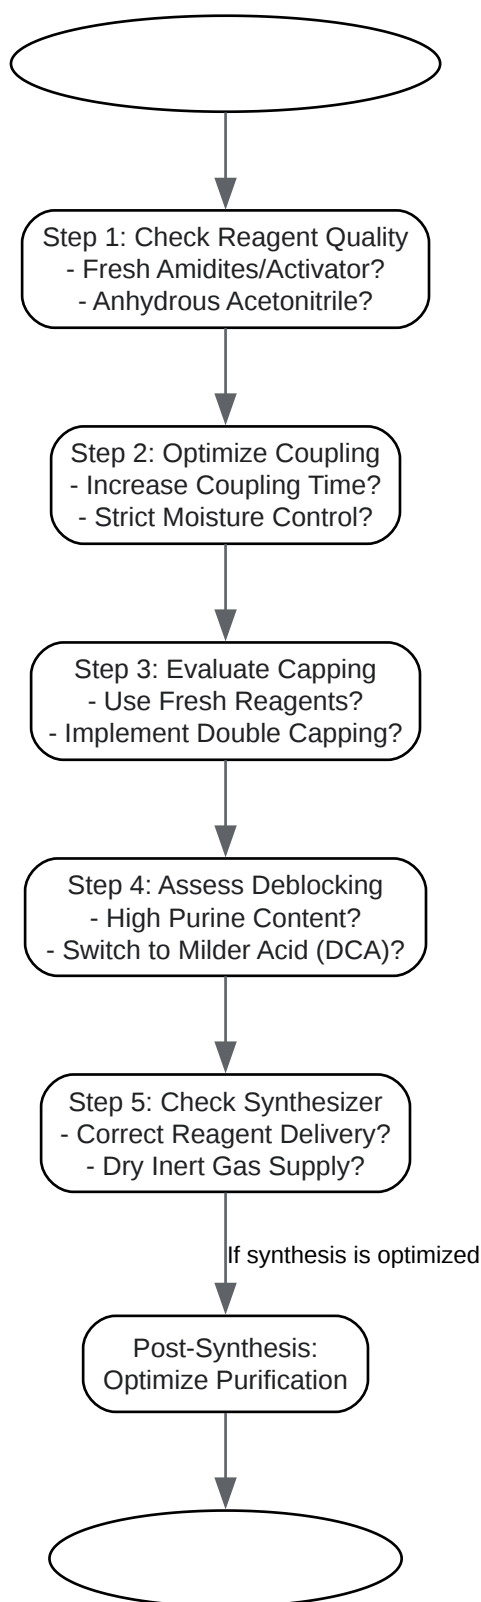 Step 1: Check Reagent Quality
- Fresh Amidites/Activator?
- Anhydrous Acetonitrile?
Step 2: Optimize Coupling
- Increase Coupling Time?
- Strict Moisture Control?
Step 3: Evaluate Capping
- Use Fresh Reagents?
- Implement Double Capping?
Step 4: Assess Deblocking
- High Purine Content?
- Switch to Milder Acid (DCA)?
Step 5: Check Synthesizer
- Correct Reagent Delivery?
- Dry Inert Gas Supply?
If synthesis is optimized
Post-Synthesis:
Optimize Purification